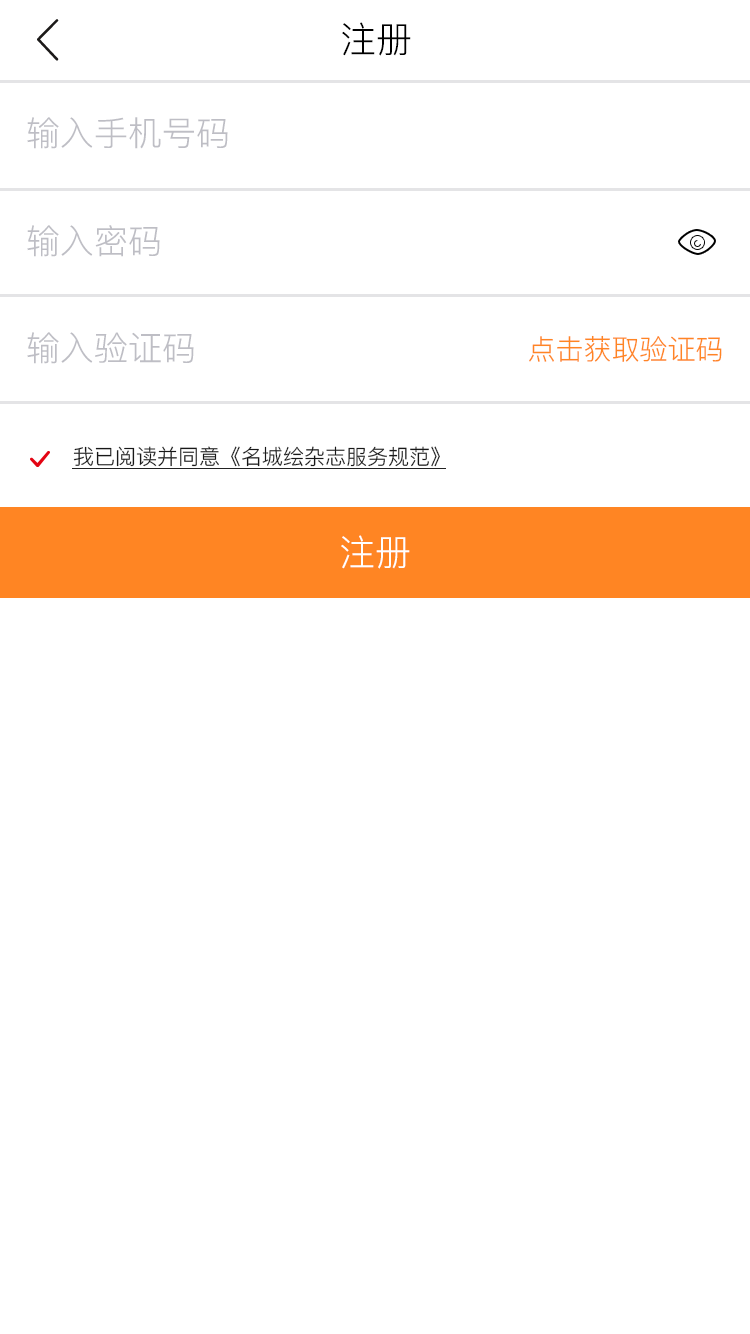 注册
输入手机号码
输入密码
输入验证码 点击获取验证码
我已阅读并同意《名城绘杂志服务规范》
注册